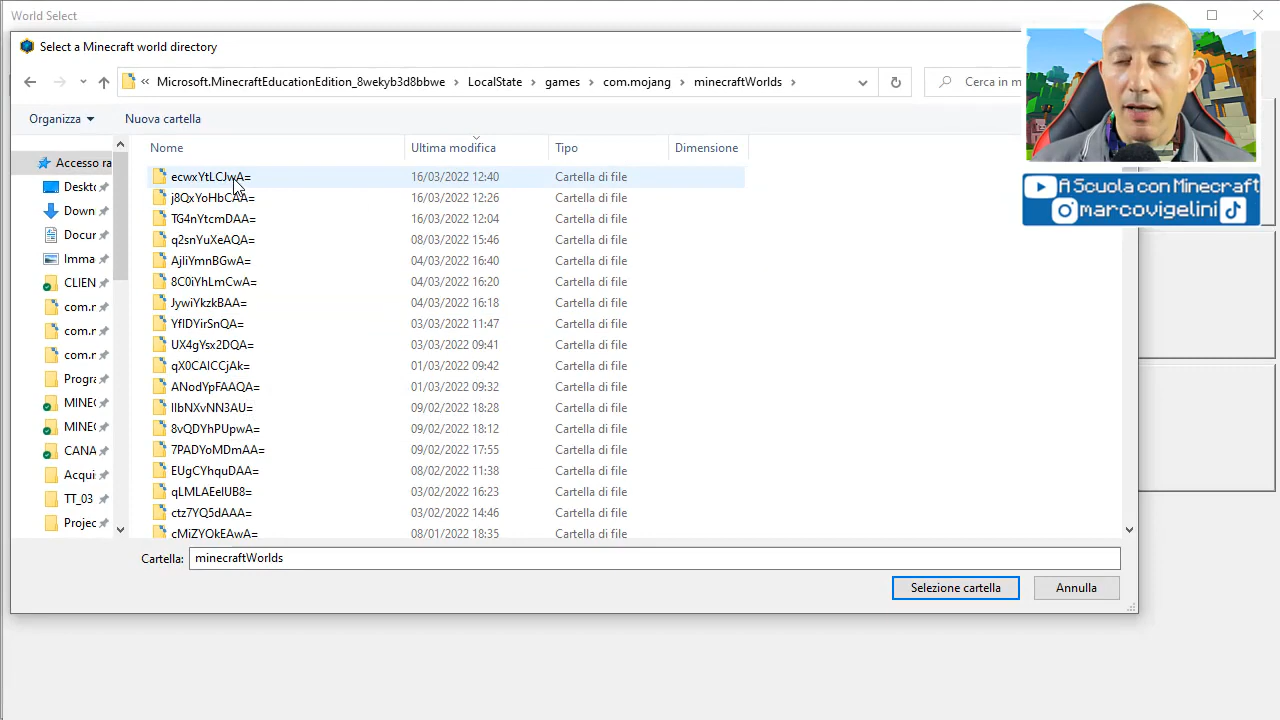 World Select
Select a Minecraft world directory
Microsoft.MinecraftEducationEdition_8wekyb3d8bbwe > LocalState > games > com.mojang > minecraftWorlds >
Cerca in m
Organizza
Nuova cartella
Nome Ultima modifica Tipo Dimensione
Accesso ra
Deskto
Down
Docur
Imma
CLIEN
com.r
com.r
com.r
Progra
MINEC
MINEC
CANA
Acqui
TT_03
Projec
ecwxYtLCJwA= 16/03/2022 12:40 Cartella di file
j8QxYoHbCAA= 16/03/2022 12:26 Cartella di file
TG4nYtcmDAA= 16/03/2022 12:04 Cartella di file
q2snYuXeAQA= 08/03/2022 15:46 Cartella di file
AjIiYmnBGwA= 04/03/2022 16:40 Cartella di file
8C0iYhLmCwA= 04/03/2022 16:20 Cartella di file
JywiYkzkBAA= 04/03/2022 16:18 Cartella di file
YfIDYirSnQA= 03/03/2022 11:47 Cartella di file
UX4gYsx2DQA= 03/03/2022 09:41 Cartella di file
qX0CAICCjAk= 01/03/2022 09:42 Cartella di file
ANodYpFAAQA= 01/03/2022 09:32 Cartella di file
IIbNXvNN3AU= 09/02/2022 18:28 Cartella di file
8vQDYhPUpwA= 09/02/2022 18:12 Cartella di file
7PADYoMDmAA= 09/02/2022 17:55 Cartella di file
EUgCYhquDAA= 08/02/2022 11:38 Cartella di file
qLMLAEeIUB8= 03/02/2022 16:23 Cartella di file
ctz7YQ5dAAA= 03/02/2022 14:46 Cartella di file
cMiZYOkEAwA= 08/01/2022 18:35 Cartella di file
Cartella: minecraftWorlds
Selezione cartella
Annulla
A Scuola con Minecraft
marcovigelini